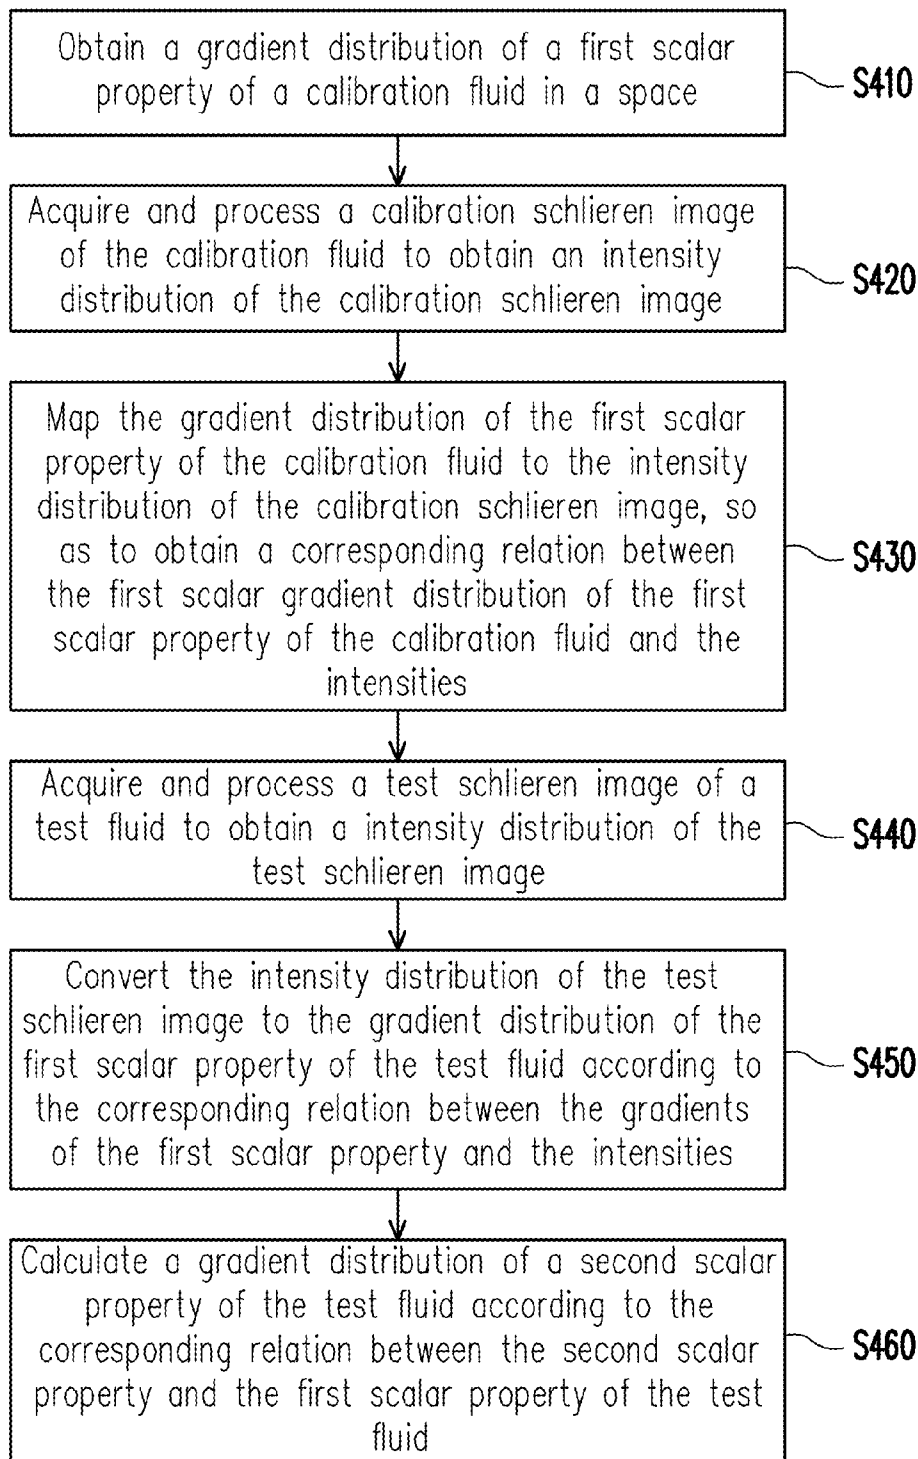 Obtain a gradient distribution of a first scalar
property of a calibration fluid in a space
S410
Acquire and process a calibration schlieren image
of the calibration fluid to obtain an intensity
distribution of the calibration schlieren image
S420
Map the gradient distribution of the first scalar
property of the calibration fluid to the intensity
distribution of the calibration schlieren image, so
as to obtain a corresponding relation between
the first scalar gradient distribution of the first
scalar property of the calibration fluid and the
intensities
S430
Acquire and process a test schlieren image of a
test fluid to obtain a intensity distribution of the
test schlieren image
S440
Convert the intensity distribution of the test
schlieren image to the gradient distribution of the
first scalar property of the test fluid according to
the corresponding relation between the gradients
of the first scalar property and the intensities
S450
Calculate a gradient distribution of a second scalar
property of the test fluid according to the
corresponding relation between the second scalar
property and the first scalar property of the test
fluid
S460